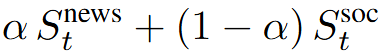 α S_t^news + (1 − α) S_t^soc